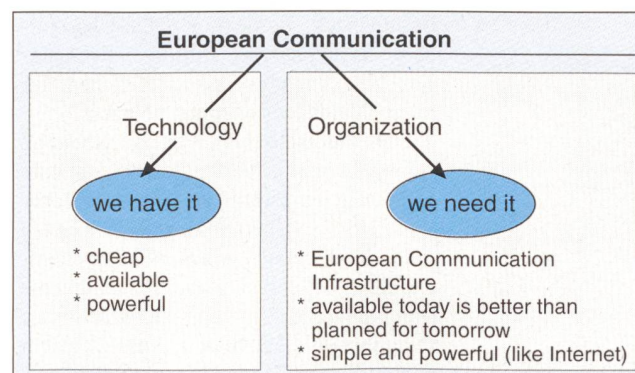 European Communication
Technology
we have it
* cheap
* available
* powerful
Organization
we need it
* European Communication
Infrastructure
* available today is better than
planned for tomorrow
* simple and powerful (like Internet)